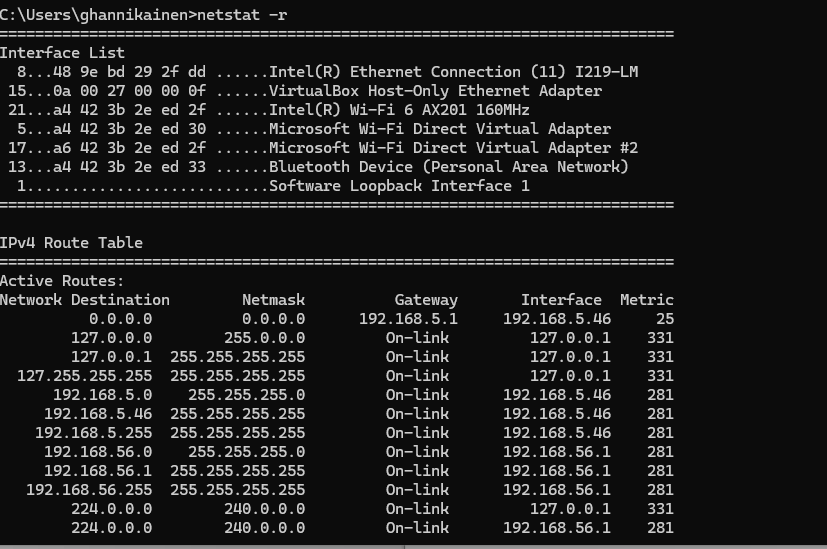 C:\Users\ghannikainen>netstat -r
===========================================================================
Interface List
  8...48 9e bd 29 2f dd ......Intel(R) Ethernet Connection (11) I219-LM
 15...0a 00 27 00 00 0f ......VirtualBox Host-Only Ethernet Adapter
 21...a4 42 3b 2e ed 2f ......Intel(R) Wi-Fi 6 AX201 160MHz
  5...a4 42 3b 2e ed 30 ......Microsoft Wi-Fi Direct Virtual Adapter
 17...a6 42 3b 2e ed 2f ......Microsoft Wi-Fi Direct Virtual Adapter #2
 13...a4 42 3b 2e ed 33 ......Bluetooth Device (Personal Area Network)
  1...........................Software Loopback Interface 1
===========================================================================
IPv4 Route Table
===========================================================================
Active Routes:
Network Destination        Netmask          Gateway       Interface  Metric
          0.0.0.0          0.0.0.0      192.168.5.1     192.168.5.46     25
        127.0.0.0        255.0.0.0         On-link         127.0.0.1    331
        127.0.0.1  255.255.255.255         On-link         127.0.0.1    331
  127.255.255.255  255.255.255.255         On-link         127.0.0.1    331
      192.168.5.0    255.255.255.0         On-link      192.168.5.46    281
     192.168.5.46  255.255.255.255         On-link      192.168.5.46    281
    192.168.5.255  255.255.255.255         On-link      192.168.5.46    281
     192.168.56.0    255.255.255.0         On-link      192.168.56.1    281
     192.168.56.1  255.255.255.255         On-link      192.168.56.1    281
   192.168.56.255  255.255.255.255         On-link      192.168.56.1    281
        224.0.0.0        240.0.0.0         On-link         127.0.0.1    331
        224.0.0.0        240.0.0.0         On-link      192.168.56.1    281